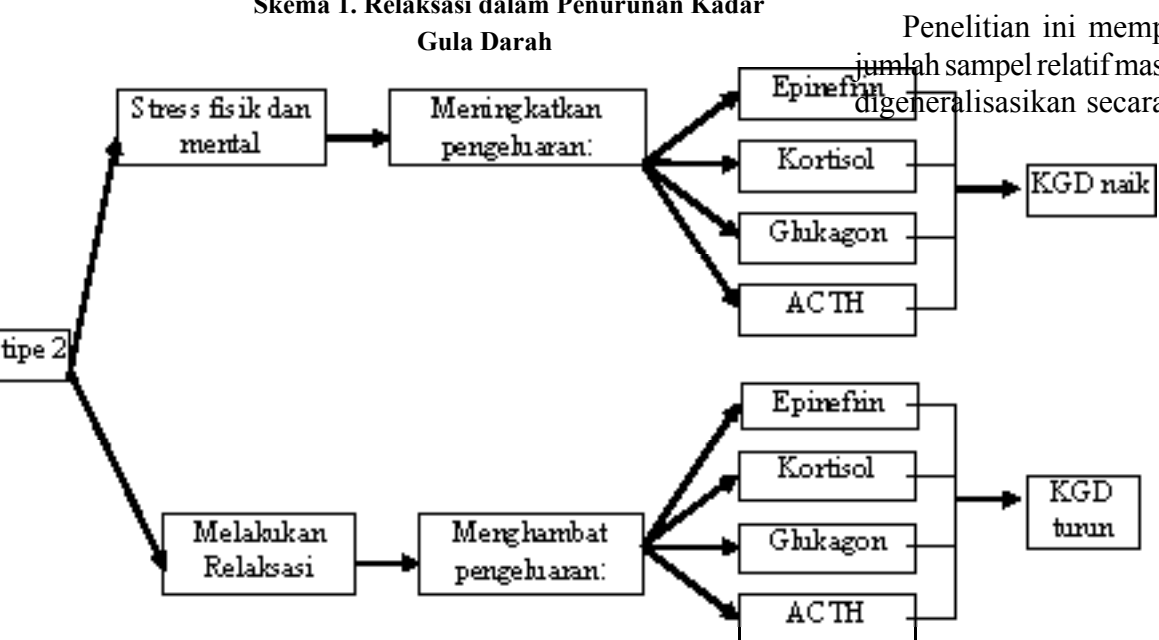 Skema 1. Relaksasi dalam Penurunan Kadar
Gula Darah
Penelitian ini memp
jumlah sampel relatif mas
digeneralisasikan secara
Stress fisik dan
mental
Meningkatkan
pengeluaran:
Epinefrin
Kortisol
Glukagon
ACTH
KGD naik
tipe 2
Melakukan
Relaksasi
Menghambat
pengeluaran:
Epinefrin
Kortisol
Glukagon
ACTH
KGD
turun